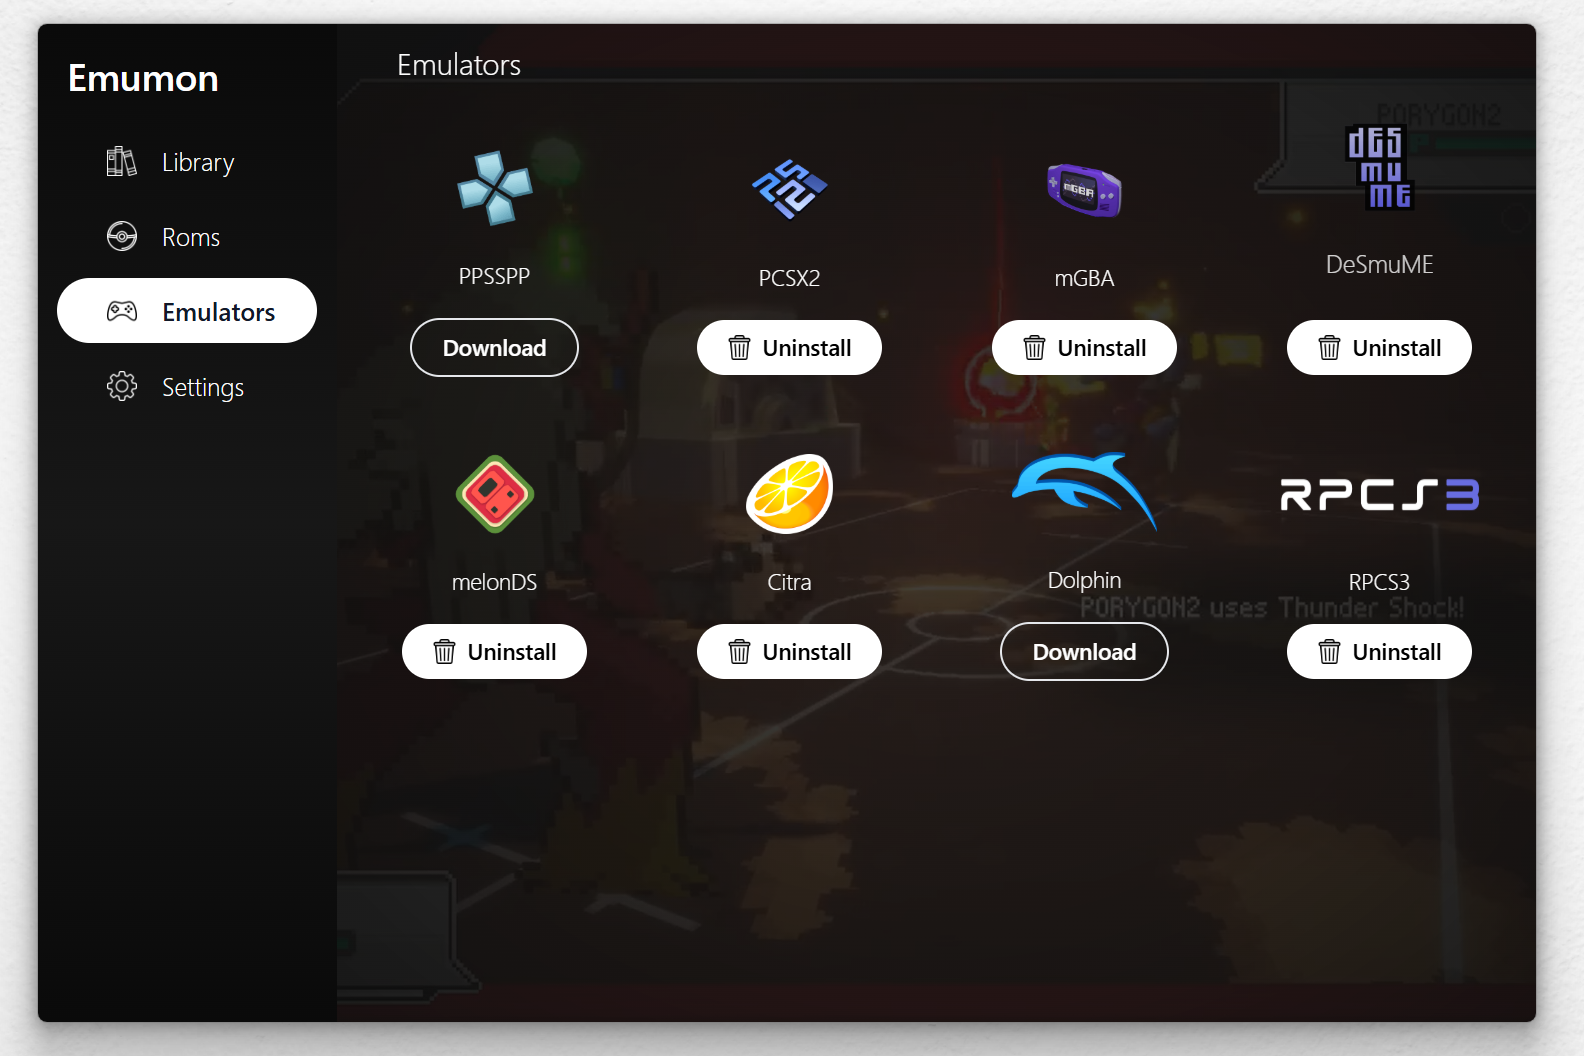 Emumon
Library
Roms
Emulators
Settings
Emulators
PORYGON2
PPSSPP
Download
PCSX2
Uninstall
mGBA
mGBA
Uninstall
dESMUME
DeSmuME
Uninstall
melonDS
Uninstall
Citra
Uninstall
Dolphin
Download
RPCS3
RPCS3
Uninstall
PORYGON2 uses Thunder Shock!